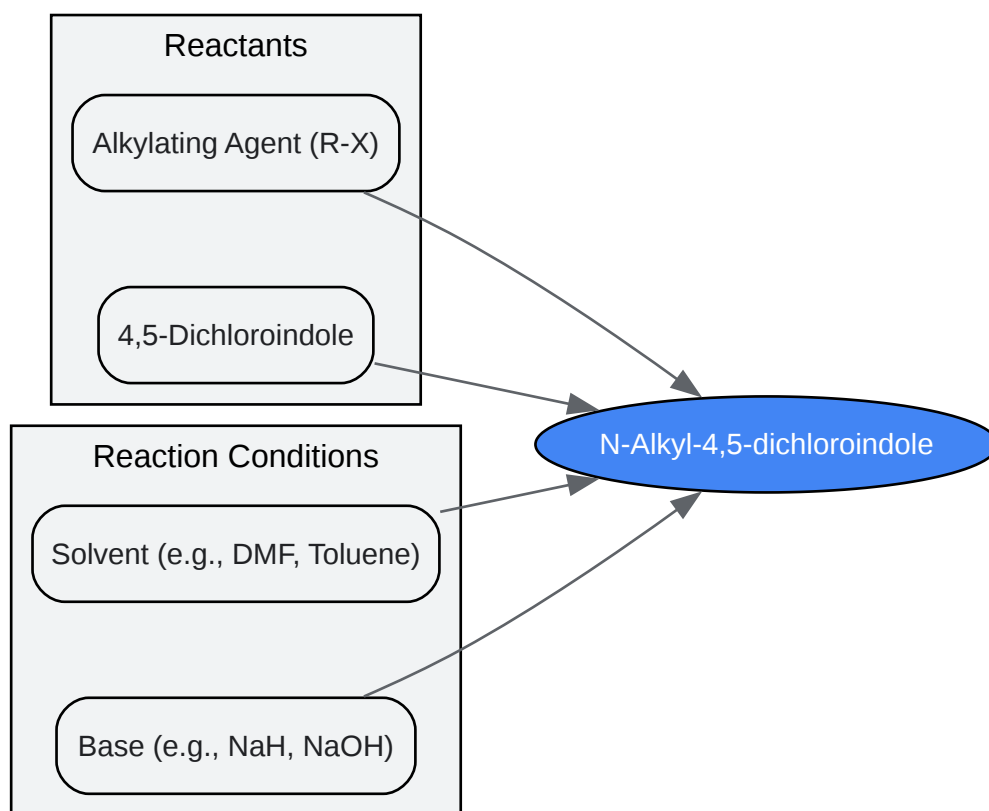 Reactants
Alkylating Agent (R-X)
4,5-Dichloroindole
N-Alkyl-4,5-dichloroindole
Reaction Conditions
Solvent (e.g., DMF, Toluene)
Base (e.g., NaH, NaOH)